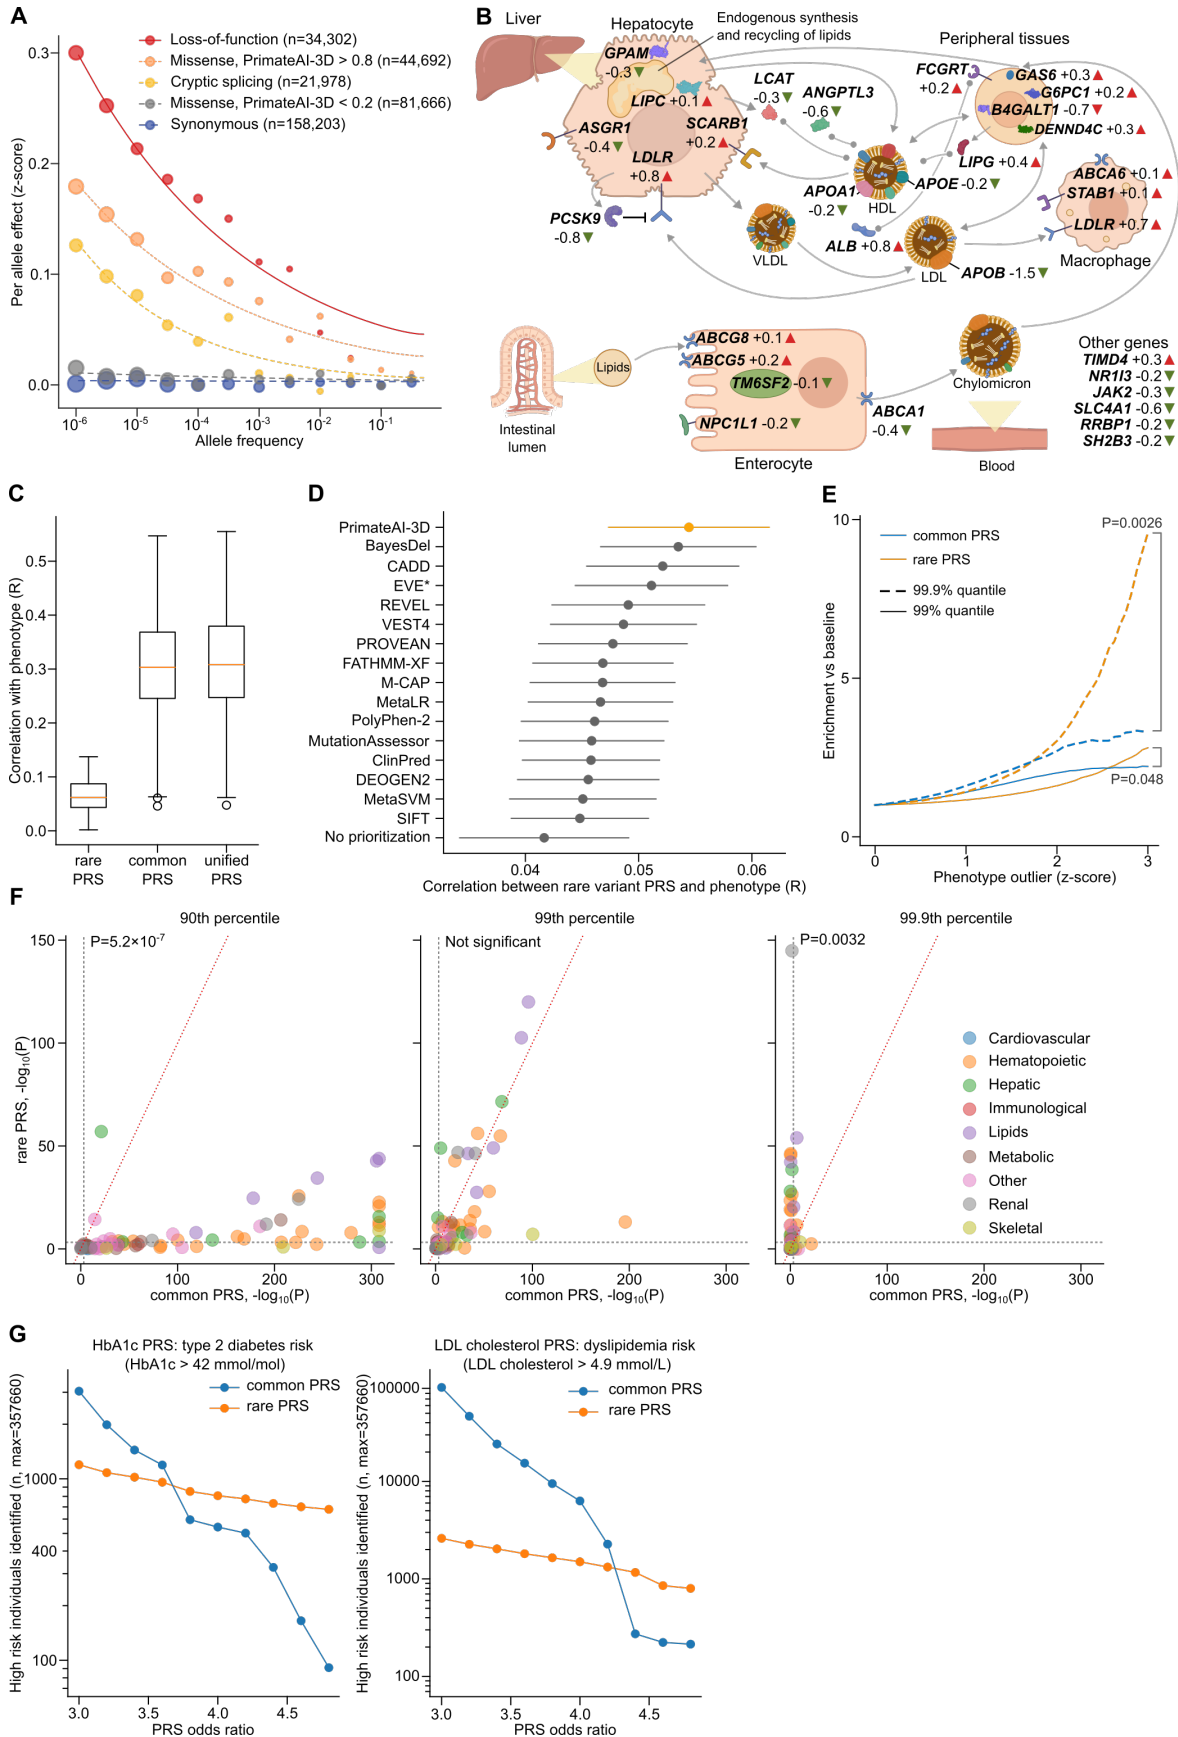 A
Loss-of-function (n=34,302)
Missense, PrimateAI-3D > 0.8 (n=44,692)
Cryptic splicing (n=21,978)
Missense, PrimateAI-3D < 0.2 (n=81,666)
Synonymous (n=158,203)
Per allele effect (z-score)
0.3
0.2
0.1
0.0
10-6
10-5
10-4
10-3
10-2
10-1
Allele frequency
B
Liver
Hepatocyte
Endogenous synthesis
and recycling of lipids
Peripheral tissues
GPAM
-0.3▼
LIPC +0.1▲
ASGR1
-0.4▼
SCARB1
+0.2▲
LDLR
+0.8▲
PCSK9
-0.8▼
LCAT
-0.3▼
ANGPTL3
-0.6▼
FCGRT
+0.2▲
GAS6 +0.3▲
G6PC1 +0.2▲
B4GALT1 -0.7▼
DENND4C +0.3▲
LIPG +0.4▲
ABCA6 +0.1▲
STAB1 +0.1▲
LDLR +0.7▲
Macrophage
APOA1
-0.2▼
HDL
APOE -0.2▼
ALB +0.8▲
VLDL
LDL
APOB -1.5▼
Intestinal
lumen
Lipids
ABCG8 +0.1▲
ABCG5 +0.2▲
TM6SF2 -0.1▼
NPC1L1 -0.2▼
Enterocyte
ABCA1
-0.4▼
Chylomicron
Blood
Other genes
TIMD4 +0.3▲
NR1I3 -0.2▼
JAK2 -0.3▼
SLC4A1 -0.6▼
RRBP1 -0.2▼
SH2B3 -0.2▼
C
Correlation with phenotype (R)
0.5
0.4
0.3
0.2
0.1
0.0
rare
PRS
common
PRS
unified
PRS
D
PrimateAI-3D
BayesDel
CADD
EVE*
REVEL
VEST4
PROVEAN
FATHMM-XF
M-CAP
MetaLR
PolyPhen-2
MutationAssessor
ClinPred
DEOGEN2
MetaSVM
SIFT
No prioritization
0.04
0.05
0.06
Correlation between rare variant PRS and phenotype (R)
E
Enrichment vs baseline
10
5
0
common PRS
rare PRS
99.9% quantile
99% quantile
P=0.0026
P=0.048
0
1
2
3
Phenotype outlier (z-score)
F
90th percentile
99th percentile
99.9th percentile
P=5.2×10-7
Not significant
P=0.0032
rare PRS, -log10(P)
150
100
50
0
Cardiovascular
Hematopoietic
Hepatic
Immunological
Lipids
Metabolic
Other
Renal
Skeletal
0 100 200 300
0 100 200 300
0 100 200 300
common PRS, -log10(P)
common PRS, -log10(P)
common PRS, -log10(P)
G
HbA1c PRS: type 2 diabetes risk
(HbA1c > 42 mmol/mol)
common PRS
rare PRS
High risk individuals identified (n, max=357660)
1000
400
100
3.0 3.5 4.0 4.5
PRS odds ratio
LDL cholesterol PRS: dyslipidemia risk
(LDL cholesterol > 4.9 mmol/L)
common PRS
rare PRS
High risk individuals identified (n, max=357660)
100000
10000
1000
100
3.0 3.5 4.0 4.5
PRS odds ratio